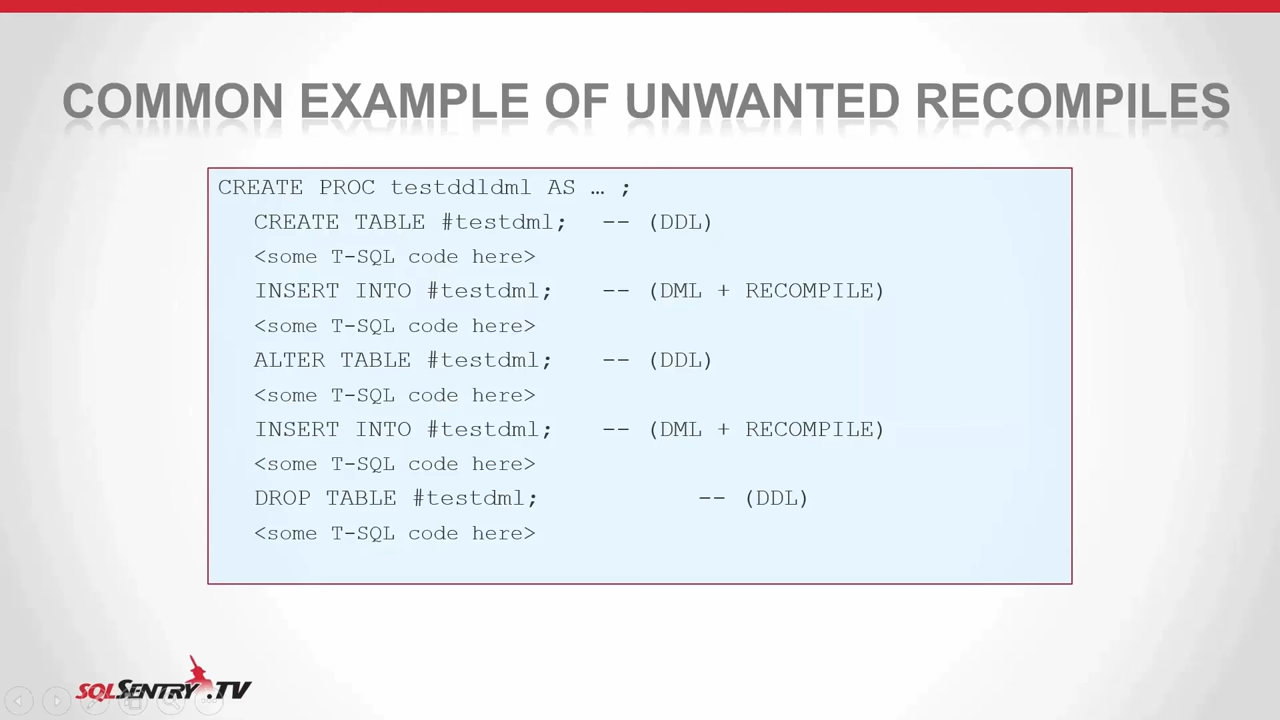 COMMON EXAMPLE OF UNWANTED RECOMPILES
CREATE PROC testddldml AS … ;
CREATE TABLE #testdml; -- (DDL)
<some T-SQL code here>
INSERT INTO #testdml; -- (DML + RECOMPILE)
<some T-SQL code here>
ALTER TABLE #testdml; -- (DDL)
<some T-SQL code here>
INSERT INTO #testdml; -- (DML + RECOMPILE)
<some T-SQL code here>
DROP TABLE #testdml; -- (DDL)
<some T-SQL code here>
SQLSENTRY.TV